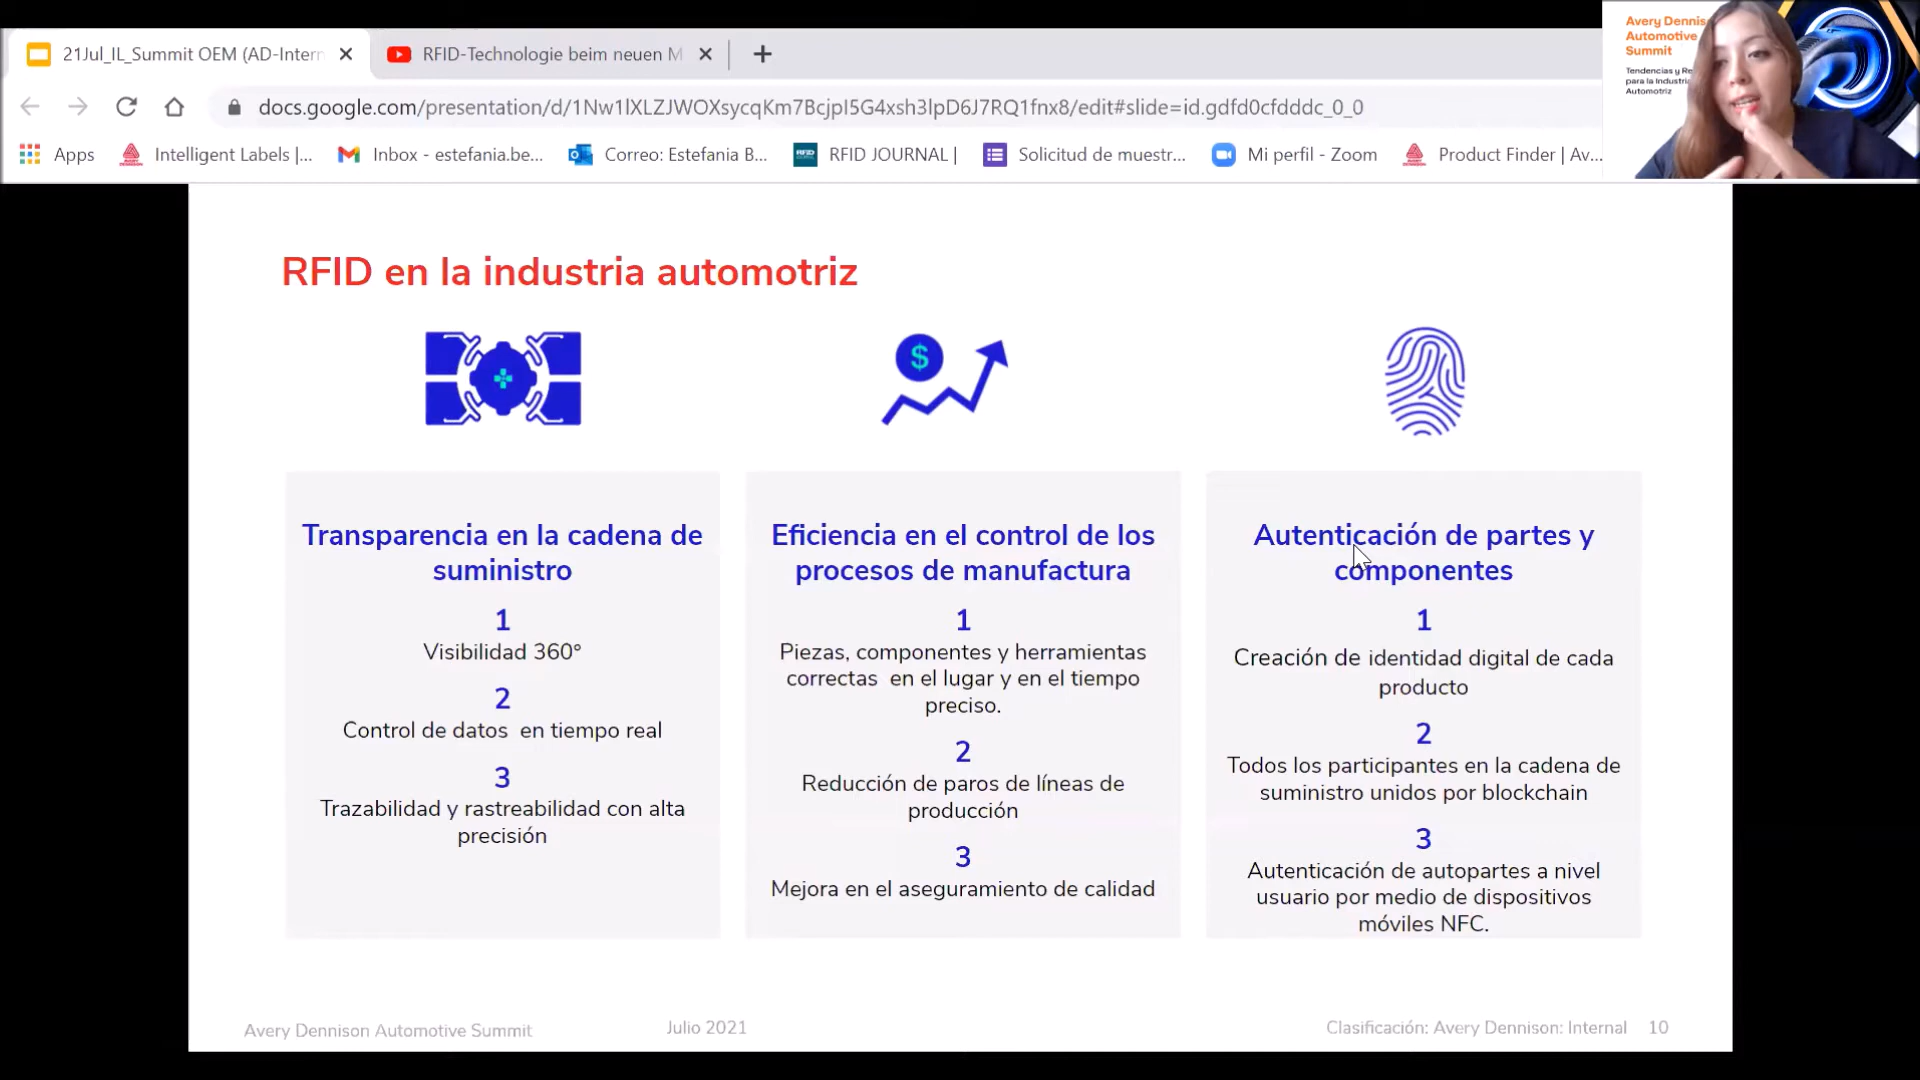 21Jul_IL_Summit OEM (AD-Intern
RFID-Technologie beim neuen M
docs.google.com/presentation/d/1Nw1lXLZJWOXsycqKm7BcjpI5G4xsh3lpD6J7RQ1fnx8/edit#slide=id.gdfd0cfdddc_0_0
Apps
Intelligent Labels |...
Inbox - estefania.be...
Correo: Estefania B...
RFID JOURNAL |
Solicitud de muestr...
Mi perfil - Zoom
Product Finder | Av...
Avery Dennis
Automotive
Summit
Tendencias y Re
para la Industria
Automotriz
RFID en la industria automotriz
$
Transparencia en la cadena de
suministro
1
Visibilidad 360°
2
Control de datos en tiempo real
3
Trazabilidad y rastreabilidad con alta
precisión
Eficiencia en el control de los
procesos de manufactura
1
Piezas, componentes y herramientas
correctas en el lugar y en el tiempo
preciso.
2
Reducción de paros de líneas de
producción
3
Mejora en el aseguramiento de calidad
Autenticación de partes y
componentes
1
Creación de identidad digital de cada
producto
2
Todos los participantes en la cadena de
suministro unidos por blockchain
3
Autenticación de autopartes a nivel
usuario por medio de dispositivos
móviles NFC.
Avery Dennison Automotive Summit
Julio 2021
Clasificación: Avery Dennison: Internal 10